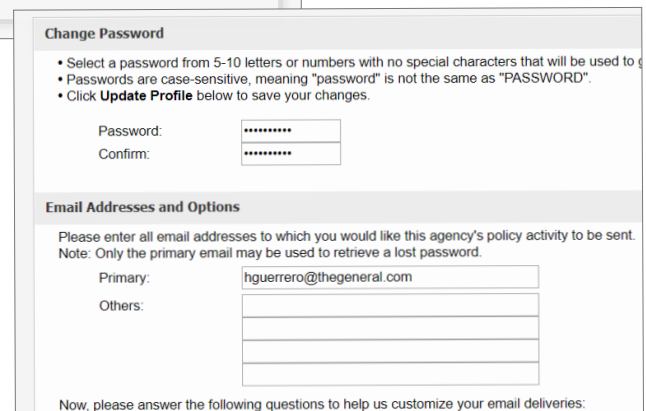 Change Password
• Select a password from 5-10 letters or numbers with no special characters that will be used to
• Passwords are case-sensitive, meaning "password" is not the same as "PASSWORD".
• Click Update Profile below to save your changes.
Password: ••••••••••
Confirm: ••••••••••
Email Addresses and Options
Please enter all email addresses to which you would like this agency's policy activity to be sent.
Note: Only the primary email may be used to retrieve a lost password.
Primary: hguerrero@thegeneral.com
Others:
Now, please answer the following questions to help us customize your email deliveries: